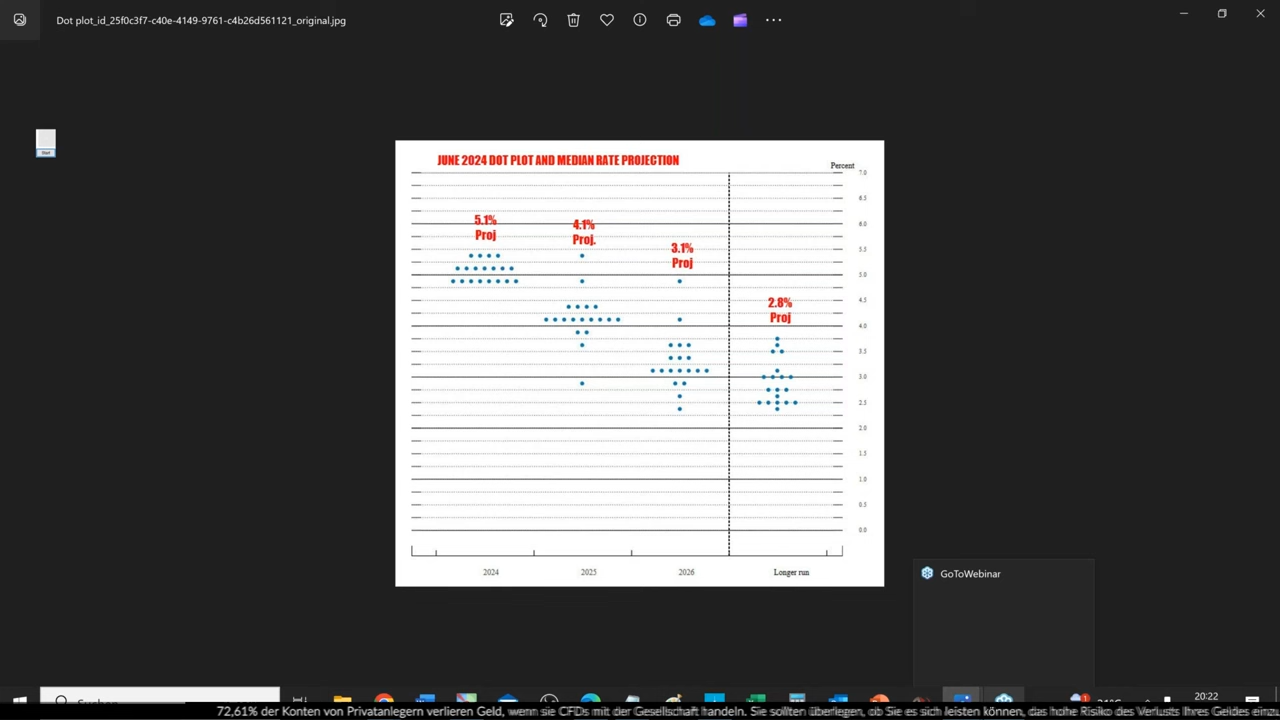 Dot plot_id_25f0c3f7-c40e-4149-9761-c4b26d561121_original.jpg
JUNE 2024 DOT PLOT AND MEDIAN RATE PROJECTION
Percent
7.0
6.5
5.1%
Proj
4.1%
Proj.
6.0
3.1%
Proj
5.5
5.0
2.8%
Proj
4.5
4.0
3.5
3.0
2.5
2.0
1.5
1.0
0.5
0.0
2024 2025 2026 Longer run
GoToWebinar
20:22
72,61% der Konten von Privatanlegern verlieren Geld, wenn sie CFDs mit der Gesellschaft handeln. Sie sollten überlegen, ob Sie es sich leisten können, das hohe Risiko des Verlusts Ihres Geldes